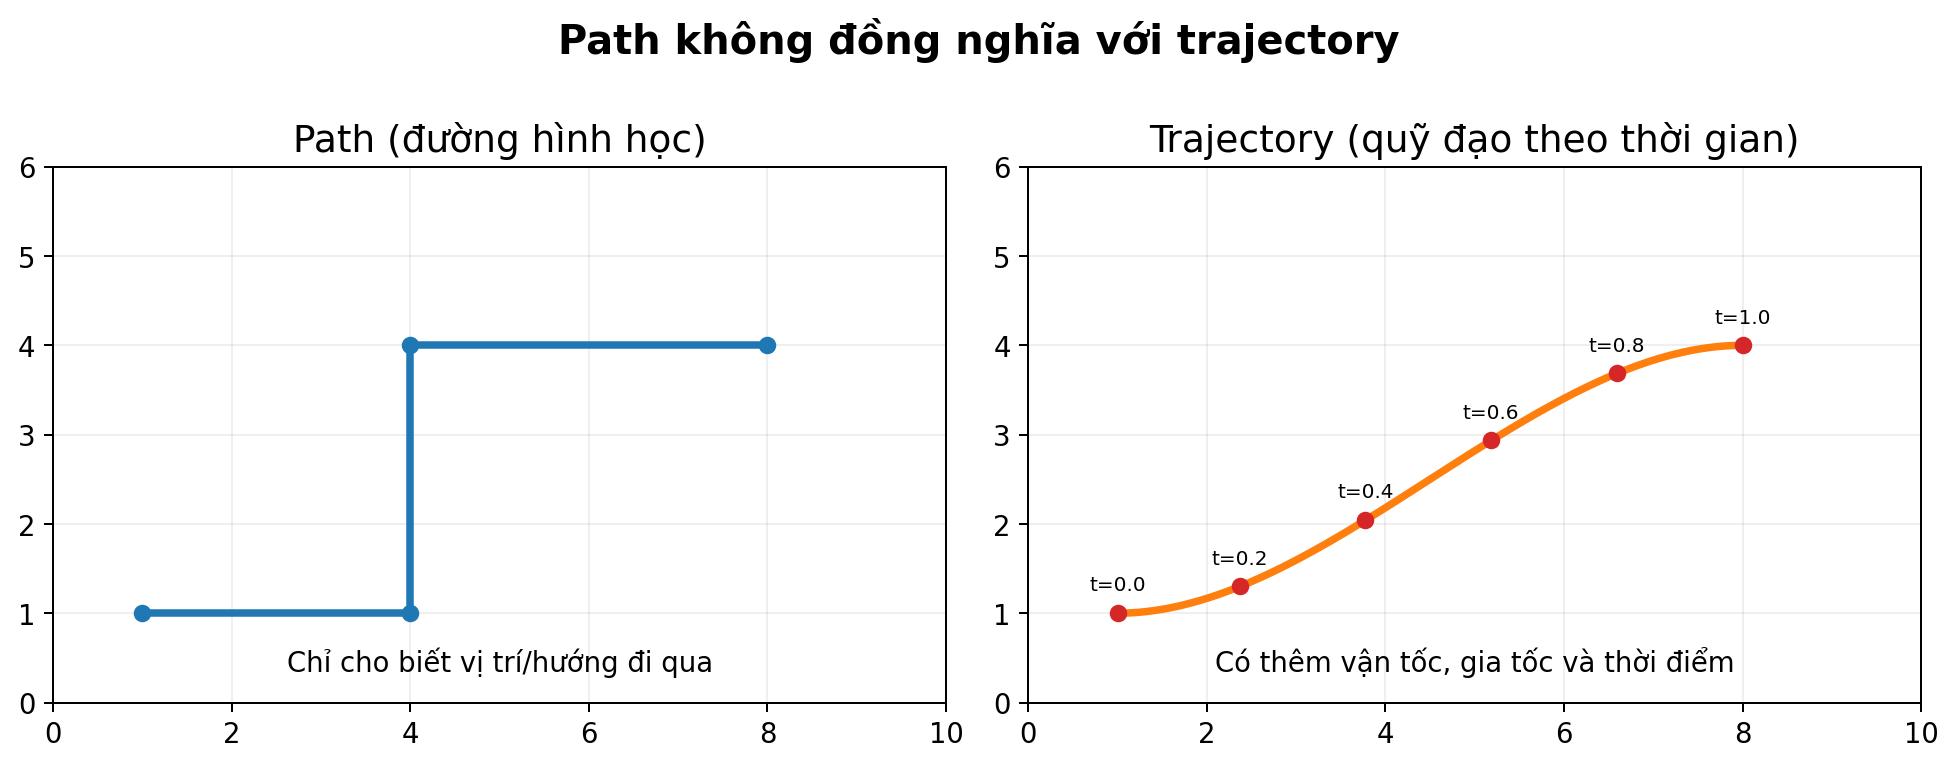 Path không đồng nghĩa với trajectory
Path (đường hình học)
6
5
4
3
2
1
0
Chỉ cho biết vị trí/hướng đi qua
0 2 4 6 8 10
Trajectory (quỹ đạo theo thời gian)
6
5
4
3
2
1
0
t=1.0
t=0.8
t=0.6
t=0.4
t=0.2
t=0.0
Có thêm vận tốc, gia tốc và thời điểm
0 2 4 6 8 10